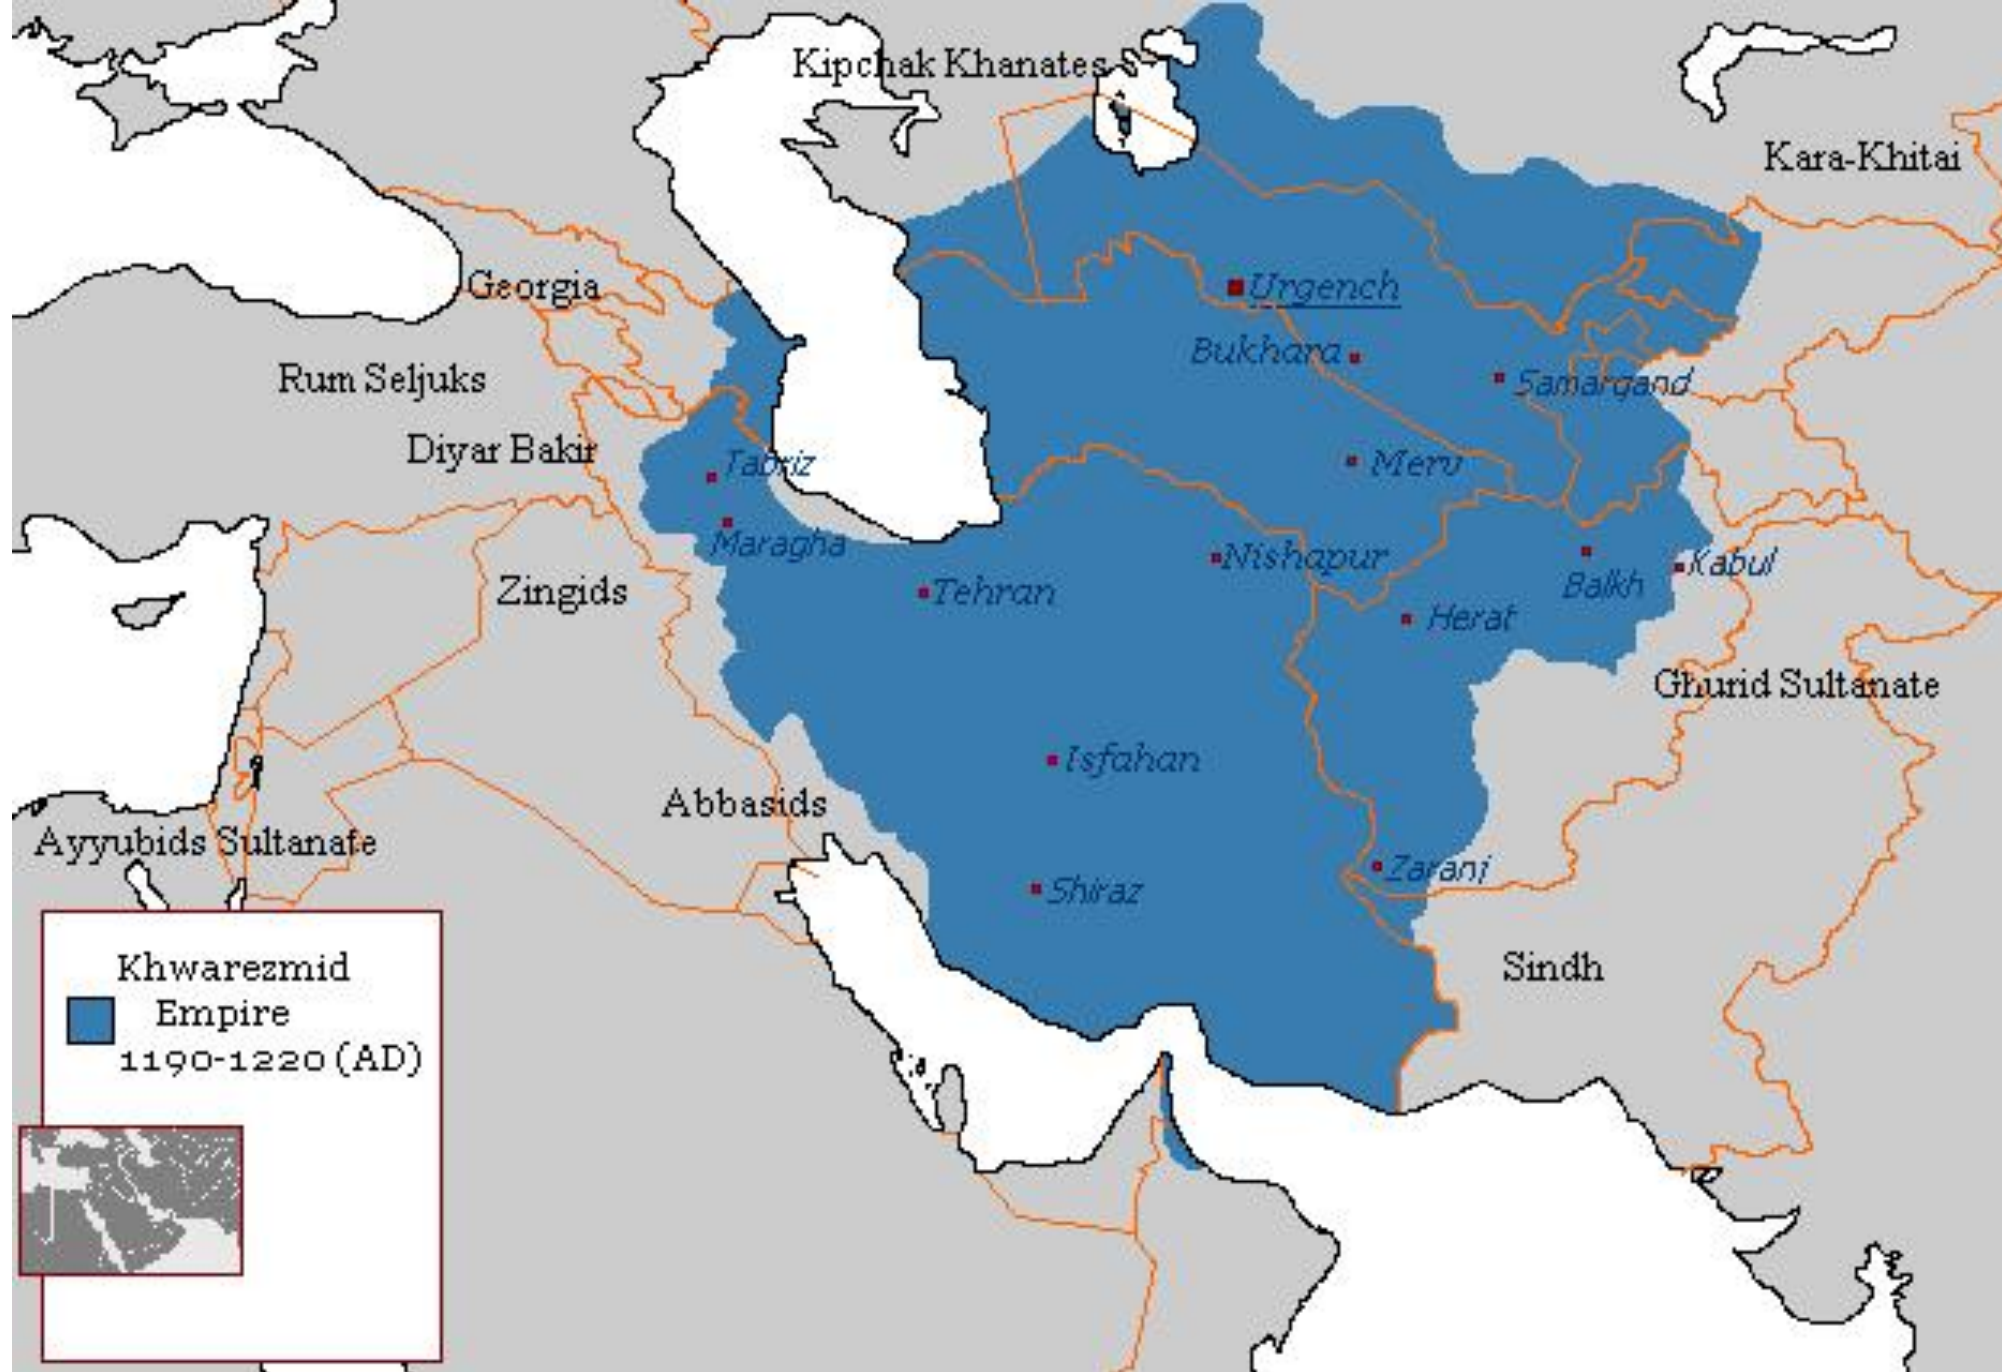 Kipchak Khanates
Kara-Khitai
Georgia
Urgench
Bukhara
Rum Seljuks
Samargand
Diyar Bakir
Tabriz
Merv
Maragha
Nishapur
Kabul
Balkh
Zingids
Tehran
Herat
Ghurid Sultanate
Isfahan
Abbasids
Ayyubids Sultanate
Zaranj
Shiraz
Sindh
Khwarezmid
Empire
1190-1220 (AD)